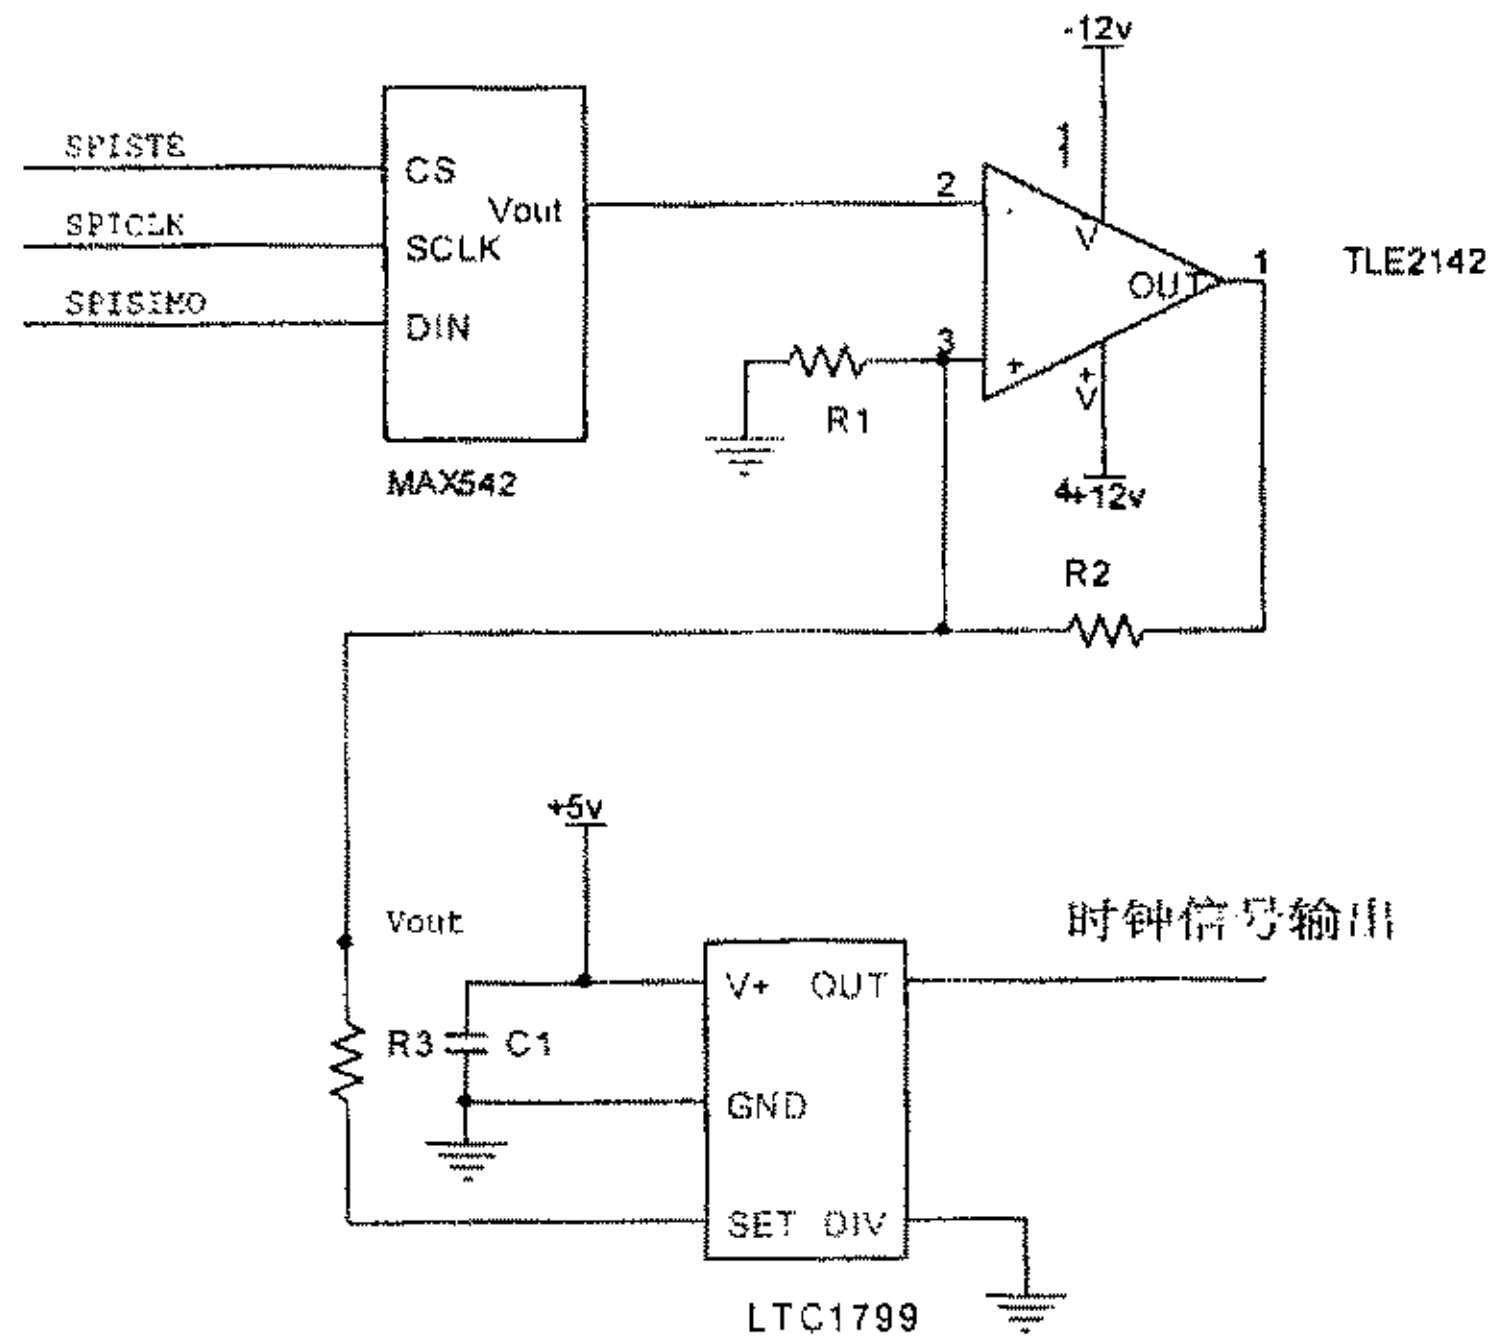 -12v
1
SPISTE
CS
2
-
Vout
V
SPICLK
SCLK
1
TLE2142
OUT
SPISIMO
DIN
3
+
+
V
R1
MAX542
4+12v
R2
+5v
Vout
时钟信号输出
V+ OUT
R3
C1
GND
SET DIV
LTC1799